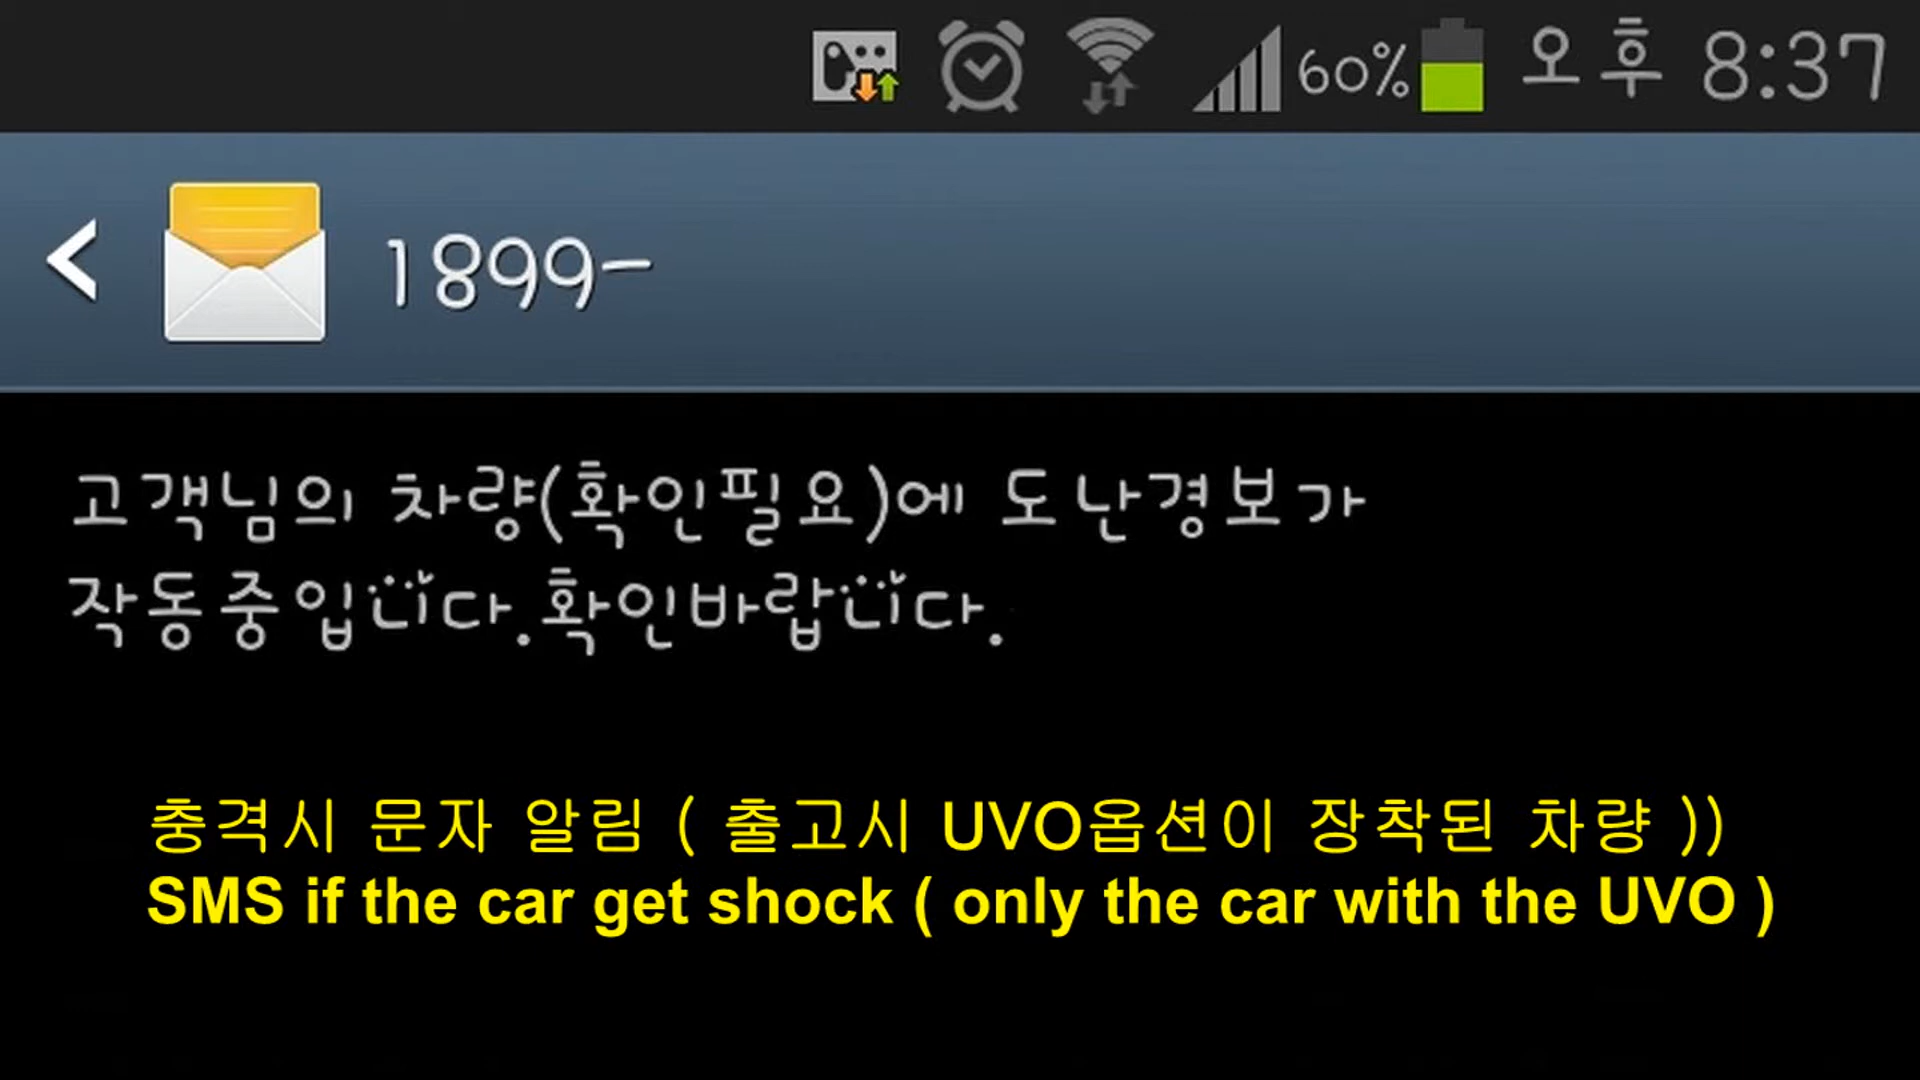 60% 오후 8:37
1899-
고객님의 차량(확인필요)에 도난경보가
작동중입니다.확인바랍니다.
충격시 문자 알림 ( 출고시 UVO옵션이 장착된 차량 ))
SMS if the car get shock ( only the car with the UVO )